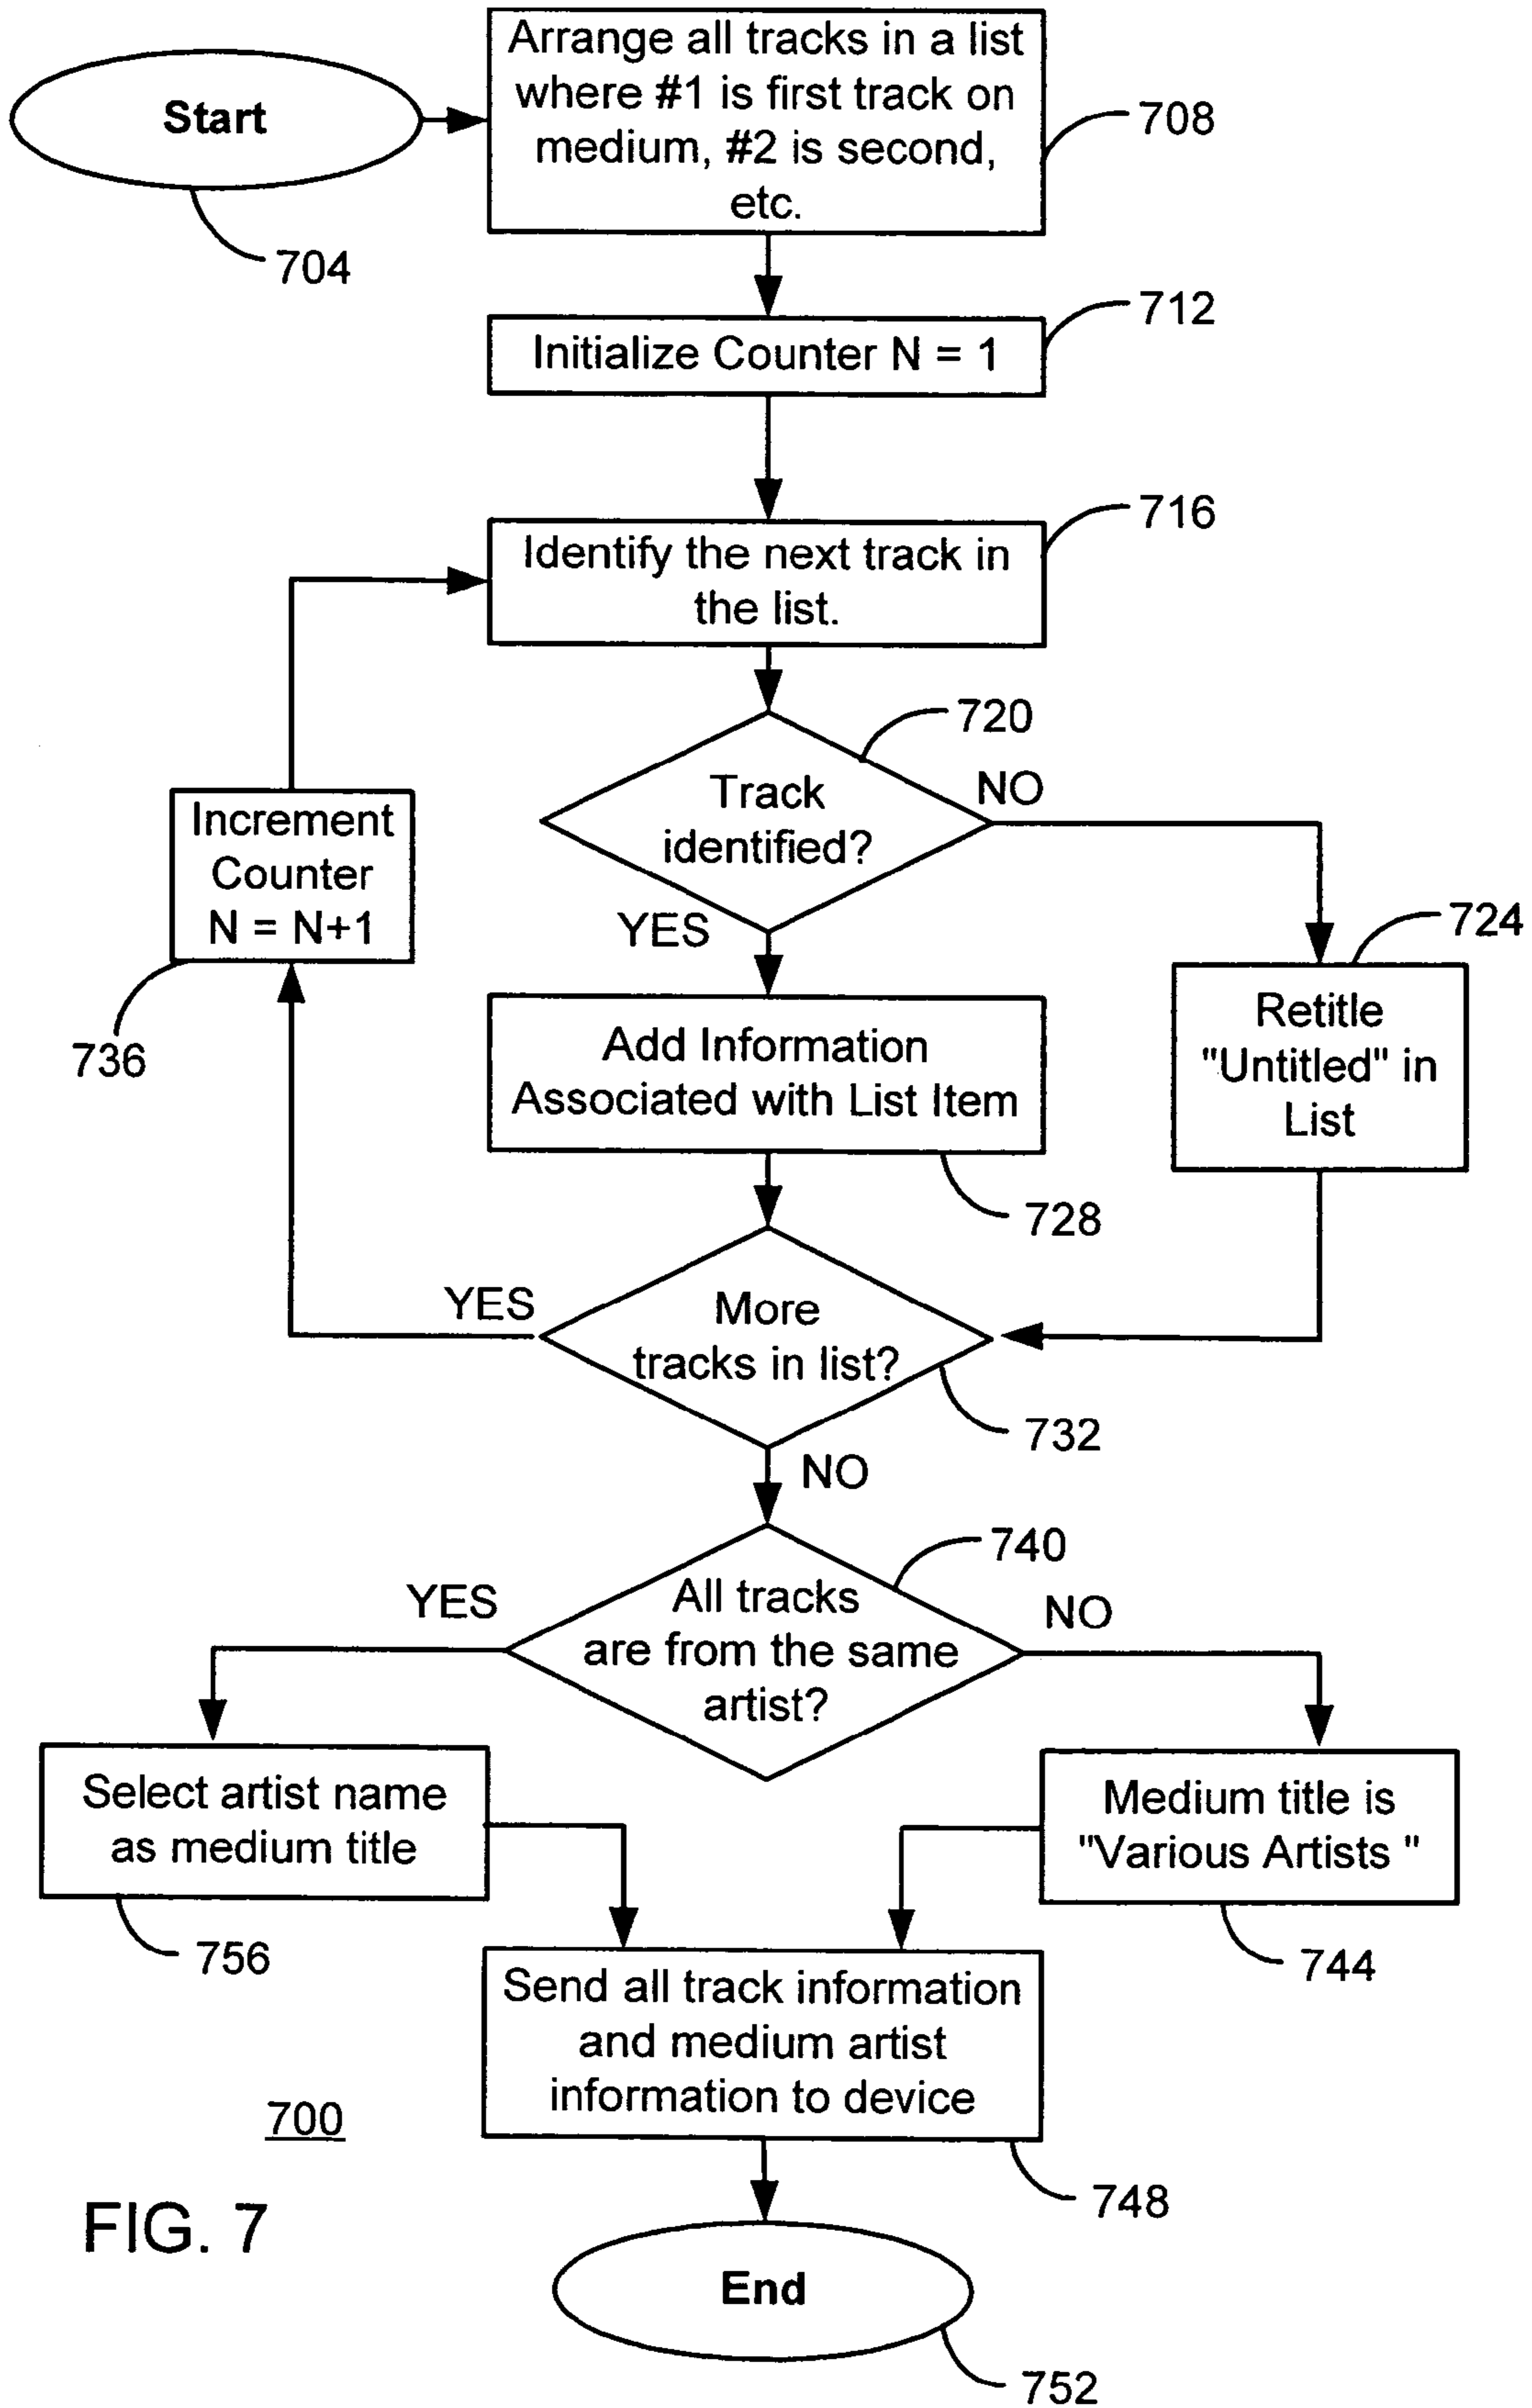 Start
704
Arrange all tracks in a list
where #1 is first track on
medium, #2 is second,
etc.
708
Initialize Counter N = 1
712
Identify the next track in
the list.
716
Track
identified?
720
NO
YES
Increment
Counter
N = N+1
736
Retitle
"Untitled" in
List
724
Add Information
Associated with List Item
728
More
tracks in list?
732
YES
NO
All tracks
are from the same
artist?
740
YES
NO
Select artist name
as medium title
756
Medium title is
"Various Artists "
744
Send all track information
and medium artist
information to device
748
End
752
700
FIG. 7